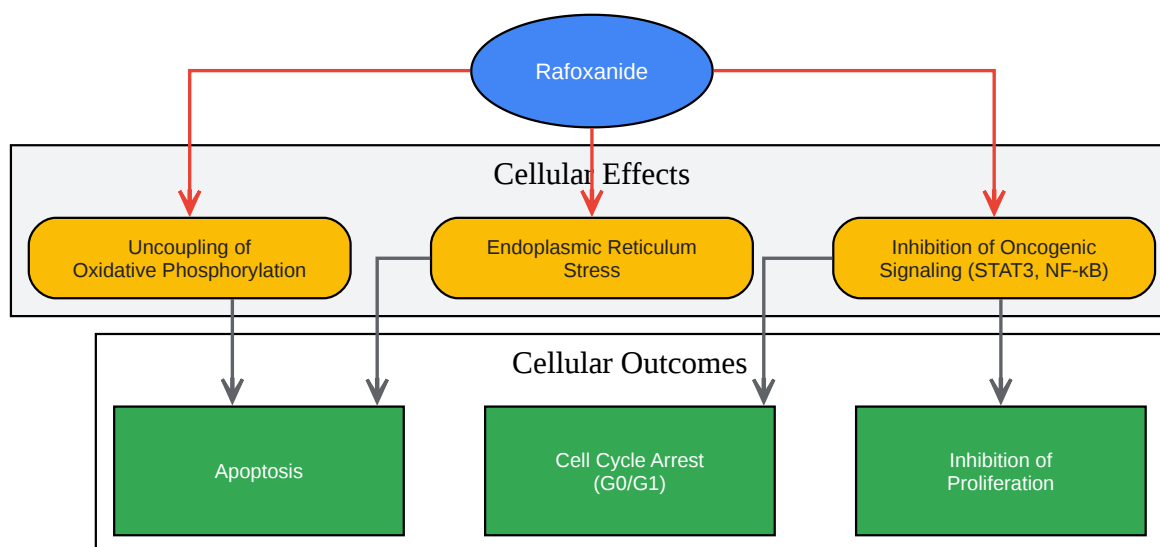 Rafoxanide
Cellular Effects
Uncoupling of
Oxidative Phosphorylation
Endoplasmic Reticulum
Stress
Inhibition of Oncogenic
Signaling (STAT3, NF-κB)
Cellular Outcomes
Apoptosis
Cell Cycle Arrest
(G0/G1)
Inhibition of
Proliferation